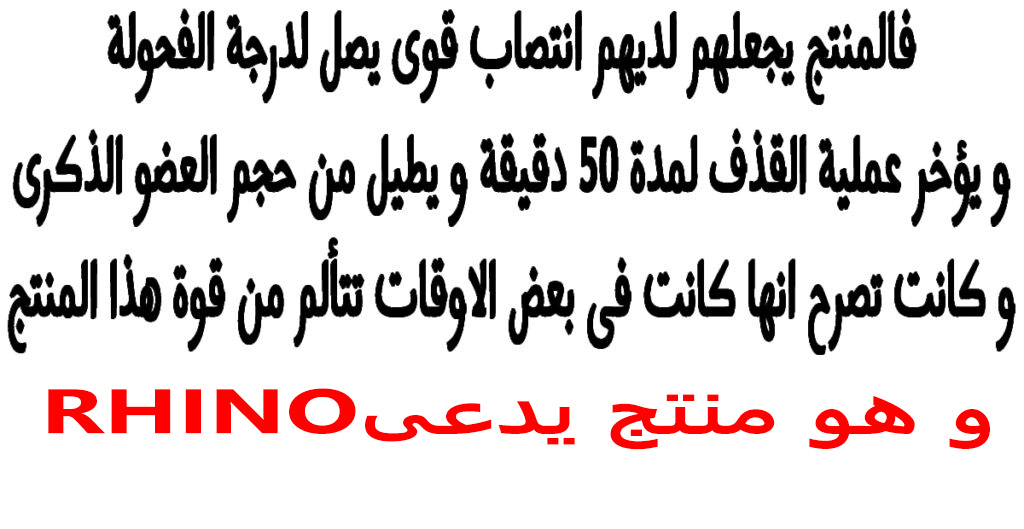 فالمنتج يجعلهم لديهم انتصاب قوى يصل لدرجة الفحولة
و يؤخر عملية القذف لمدة 50 دقيقة و يطيل من حجم العضو الذكرى
و كانت تصرح انها كانت فى بعض الاوقات تتألم من قوة هذا المنتج
و هو منتج يدعىRHINO